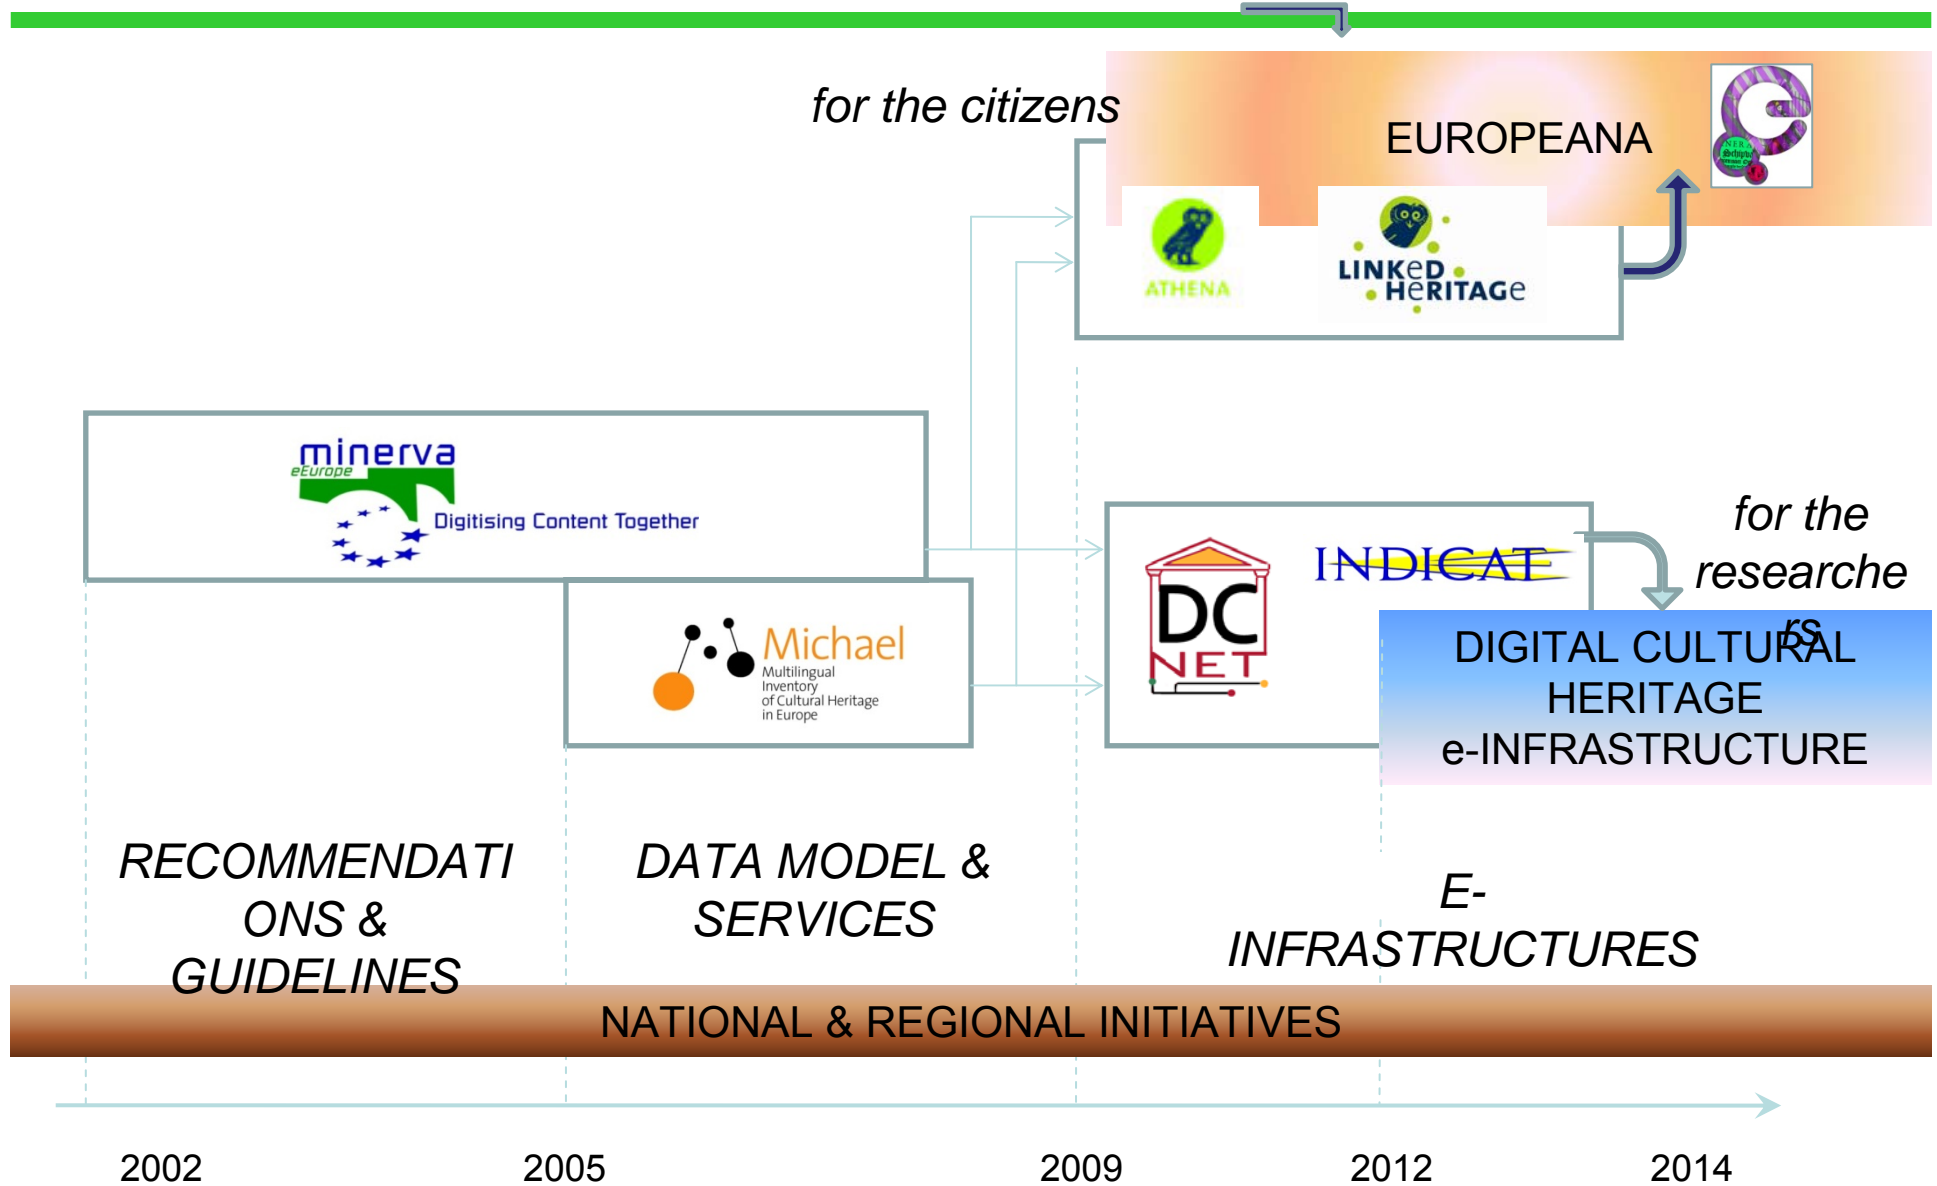 for the citizens
EUROPEANA
ATHENA
LINKeD
HeRITAGe
minerva
eEurope
Digitising Content Together
Michael
Multilingual
Inventory
of Cultural Heritage
in Europe
DC
NET
INDICATE
for the
researche
rs
DIGITAL CULTURAL
HERITAGE
e-INFRASTRUCTURE
RECOMMENDATI
ONS &
GUIDELINES
DATA MODEL &
SERVICES
E-
INFRASTRUCTURES
NATIONAL & REGIONAL INITIATIVES
2002
2005
2009
2012
2014